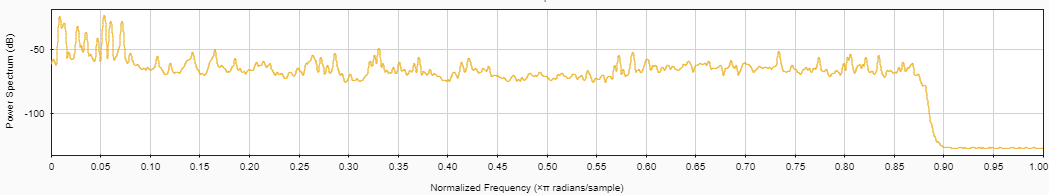 Power Spectrum (dB)
-50
-100
0 0.05 0.10 0.15 0.20 0.25 0.30 0.35 0.40 0.45 0.50 0.55 0.60 0.65 0.70 0.75 0.80 0.85 0.90 0.95 1.00
Normalized Frequency (×π radians/sample)